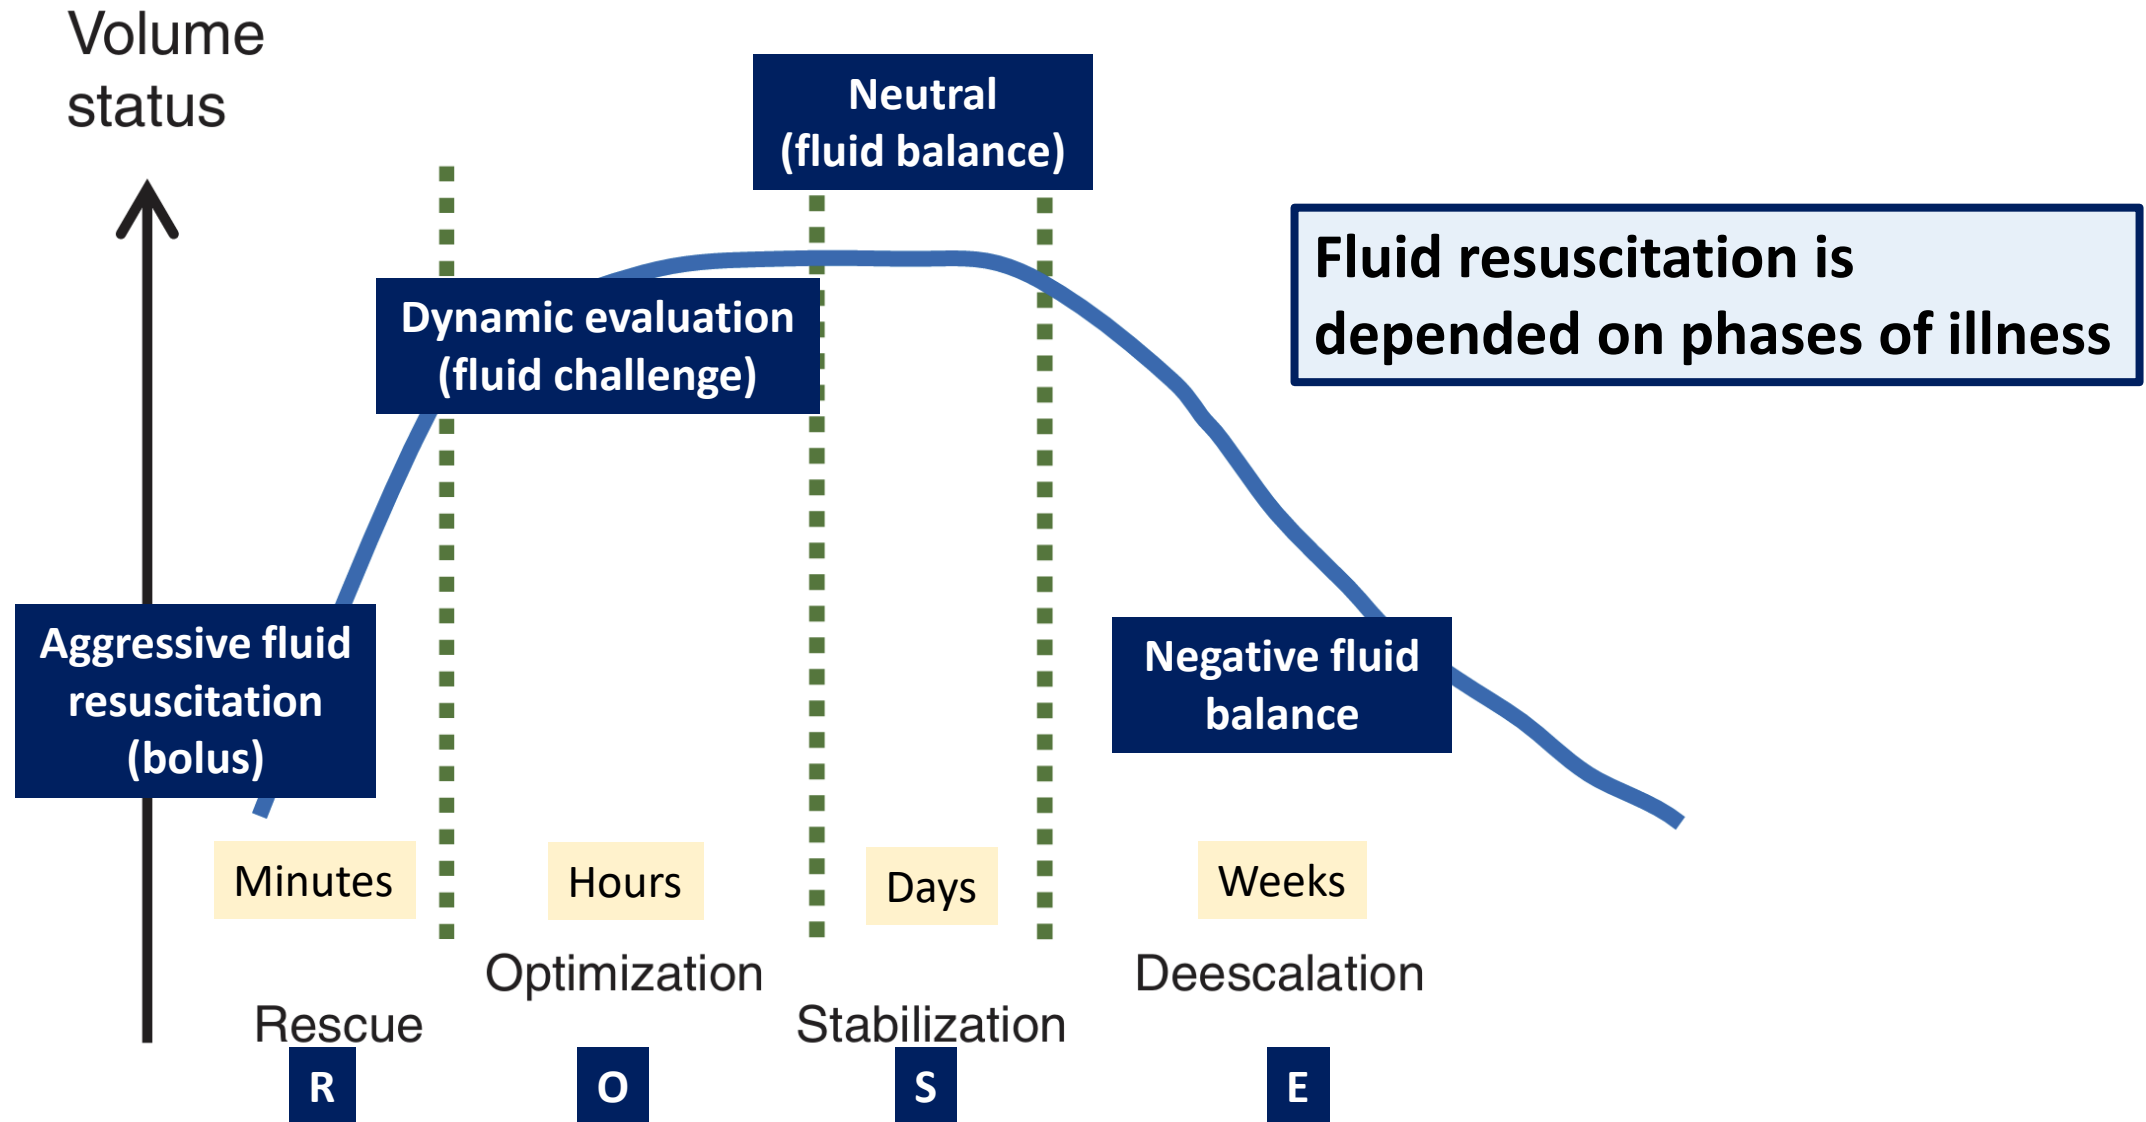 Volume
status
Neutral
(fluid balance)
Fluid resuscitation is
depended on phases of illness
Dynamic evaluation
(fluid challenge)
Aggressive fluid
resuscitation
(bolus)
Negative fluid
balance
Minutes
Hours
Days
Weeks
Optimization
Deescalation
Rescue
Stabilization
R
O
S
E